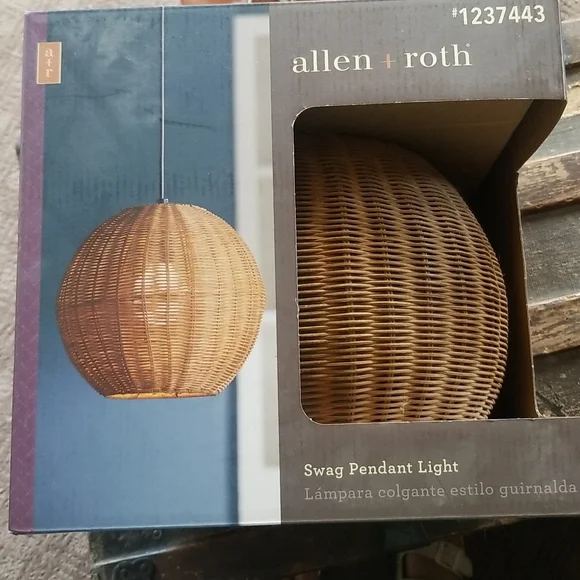 a+r
#1237443
allen + roth®
Swag Pendant Light
Lámpara colgante estilo guirnalda